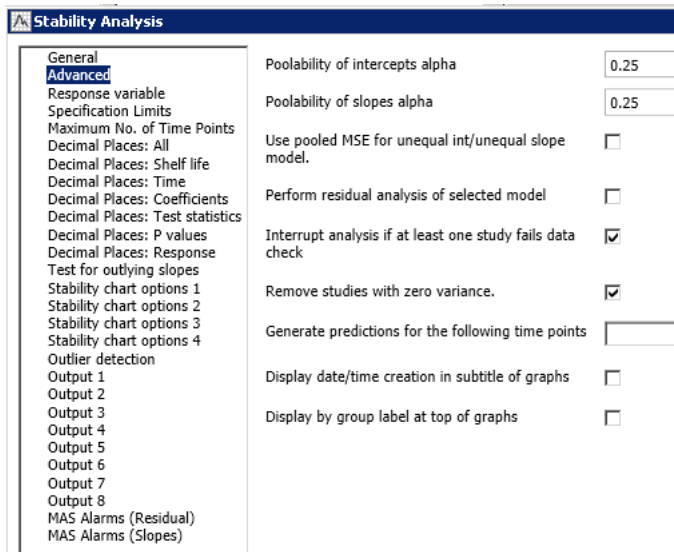 Stability Analysis
General
Advanced
Response variable
Specification Limits
Maximum No. of Time Points
Decimal Places: All
Decimal Places: Shelf life
Decimal Places: Time
Decimal Places: Coefficients
Decimal Places: Test statistics
Decimal Places: P values
Decimal Places: Response
Test for outlying slopes
Stability chart options 1
Stability chart options 2
Stability chart options 3
Stability chart options 4
Outlier detection
Output 1
Output 2
Output 3
Output 4
Output 5
Output 6
Output 7
Output 8
MAS Alarms (Residual)
MAS Alarms (Slopes)
Poolability of intercepts alpha 0.25
Poolability of slopes alpha 0.25
Use pooled MSE for unequal int/unequal slope
model.
Perform residual analysis of selected model
Interrupt analysis if at least one study fails data
check
Remove studies with zero variance.
Generate predictions for the following time points
Display date/time creation in subtitle of graphs
Display by group label at top of graphs